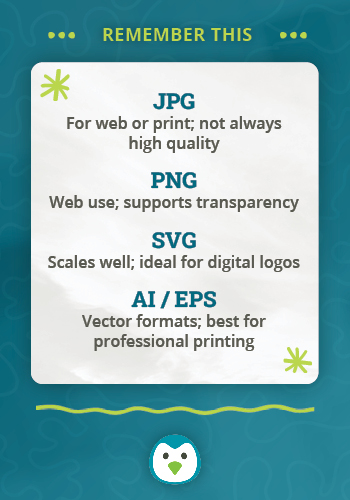 REMEMBER THIS
JPG
For web or print; not always
high quality
PNG
Web use; supports transparency
SVG
Scales well; ideal for digital logos
AI / EPS
Vector formats; best for
professional printing